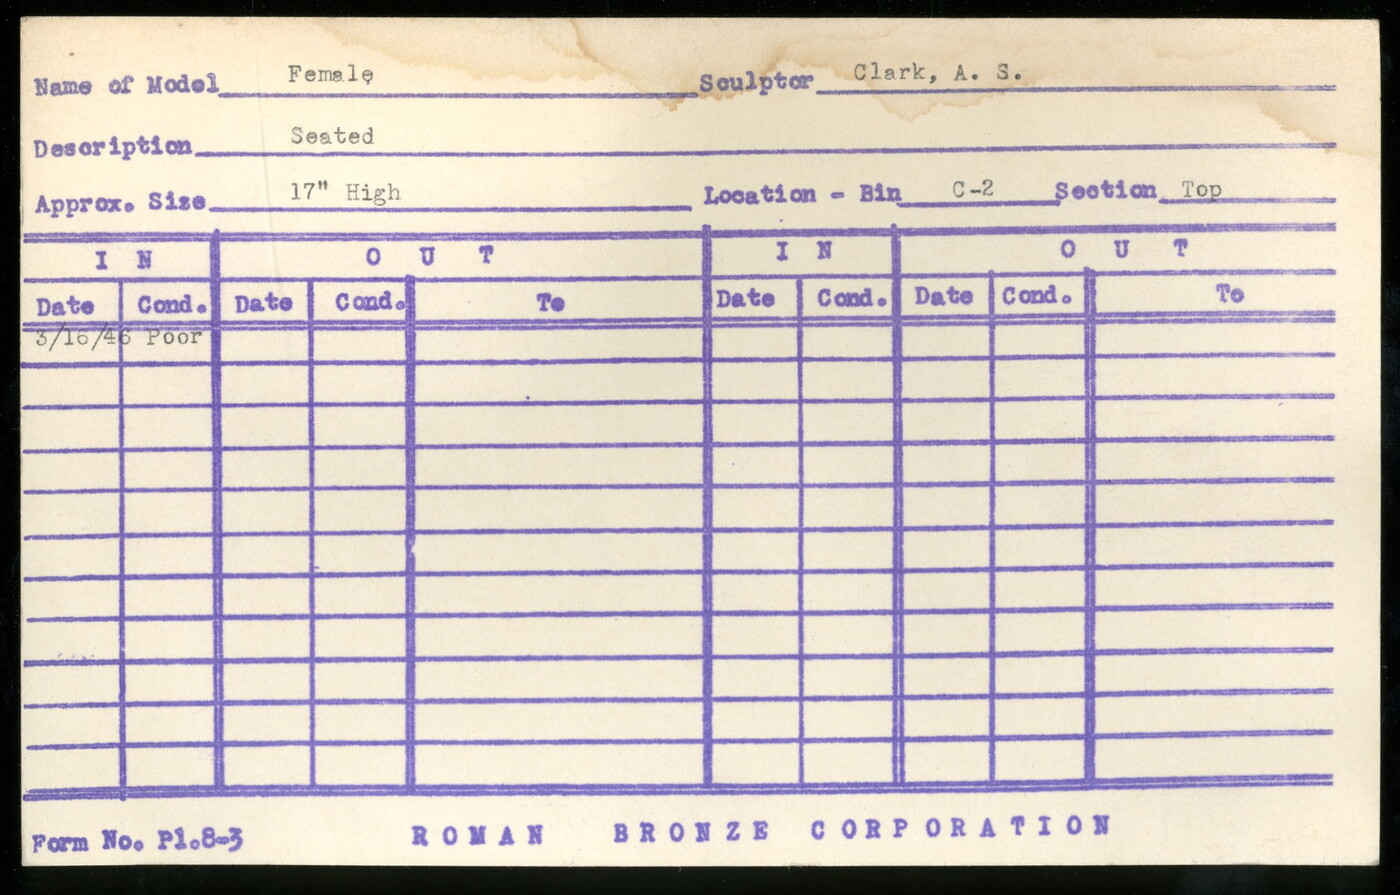 Name of Model Female Sculptor Clark, A. S.
Description Seated
Approx. Size 17" High Location - Bin C-2 Section Top
I N O U T I N O U T
Date Cond. Date Cond. To Date Cond. Date Cond. To
3/16/46 Poor
Form No. Pl.8-3 ROMAN BRONZE CORPORATION